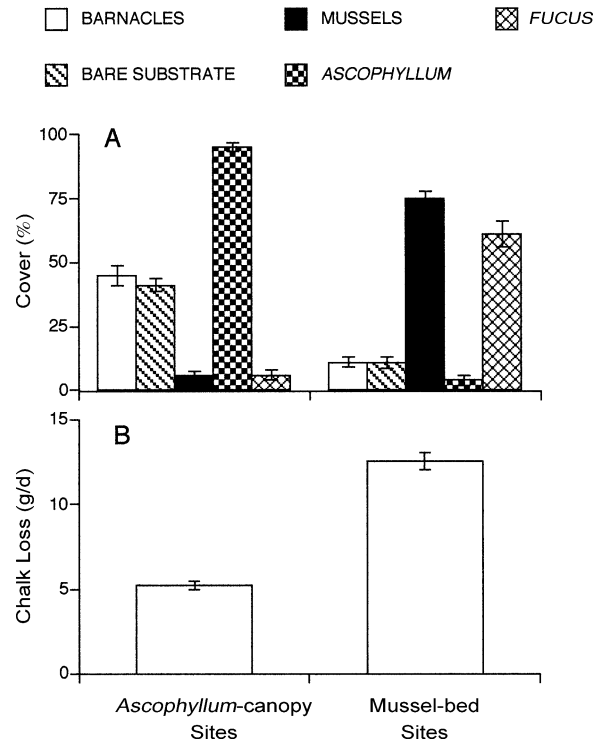 BARNACLES MUSSELS FUCUS
BARE SUBSTRATE ASCOPHYLLUM
A
100
75
50
25
0
Cover (%)
B
15
10
5
0
Chalk Loss (g/d)
Ascophyllum-canopy Mussel-bed
Sites Sites